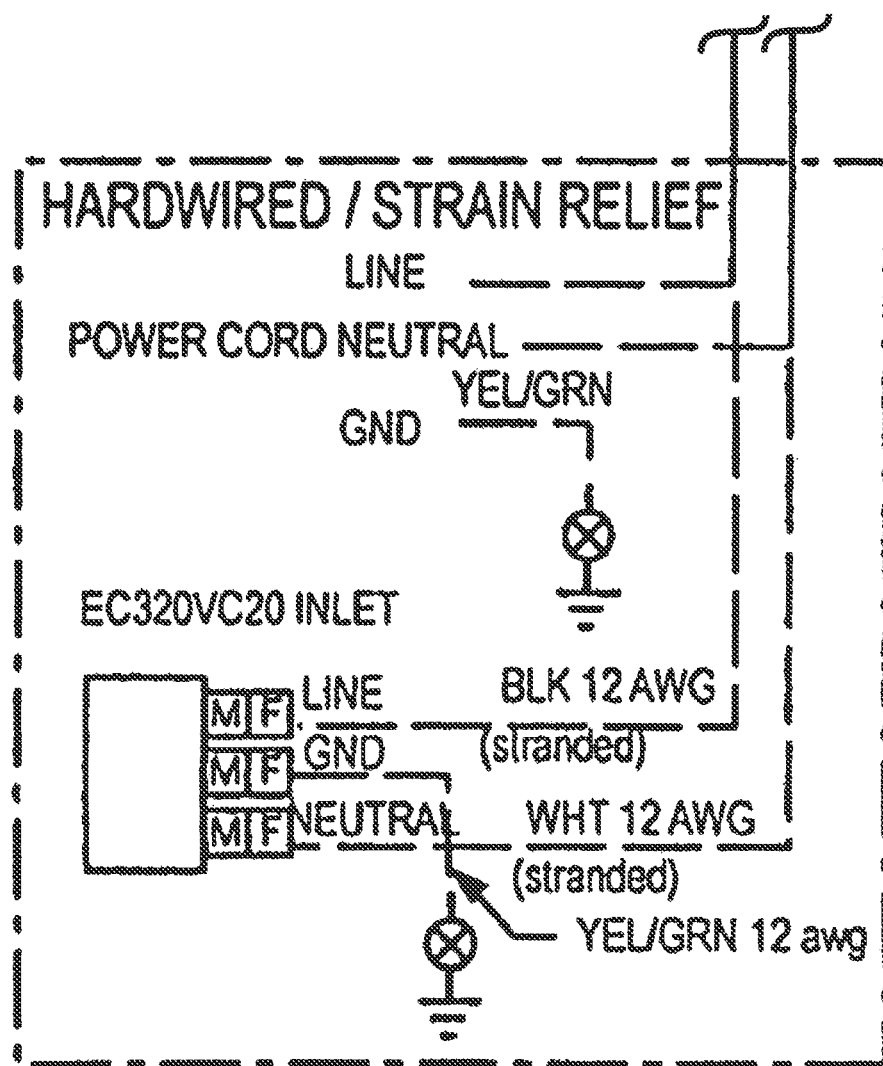 HARDWIRED / STRAIN RELIEF
LINE
POWER CORD NEUTRAL
YEL/GRN
GND
EC320VC20 INLET
M F LINE BLK 12 AWG
(stranded)
M F GND
M F NEUTRAL WHT 12 AWG
(stranded)
YEL/GRN 12 awg